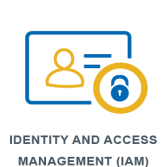 IDENTITY AND ACCESS
MANAGEMENT (IAM)